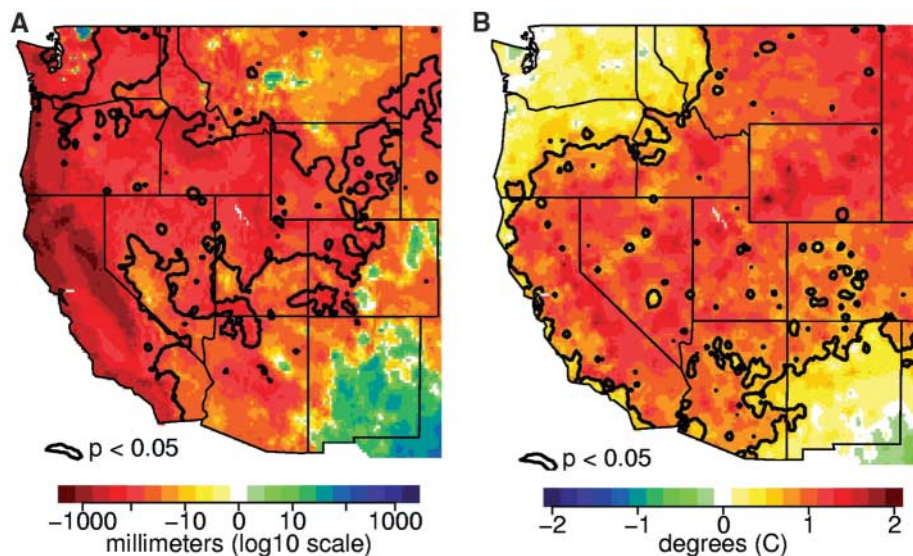 A
B
p < 0.05
p < 0.05
-1000 -10 0 10 1000
millimeters (log10 scale)
-2 -1 0 1 2
degrees (C)